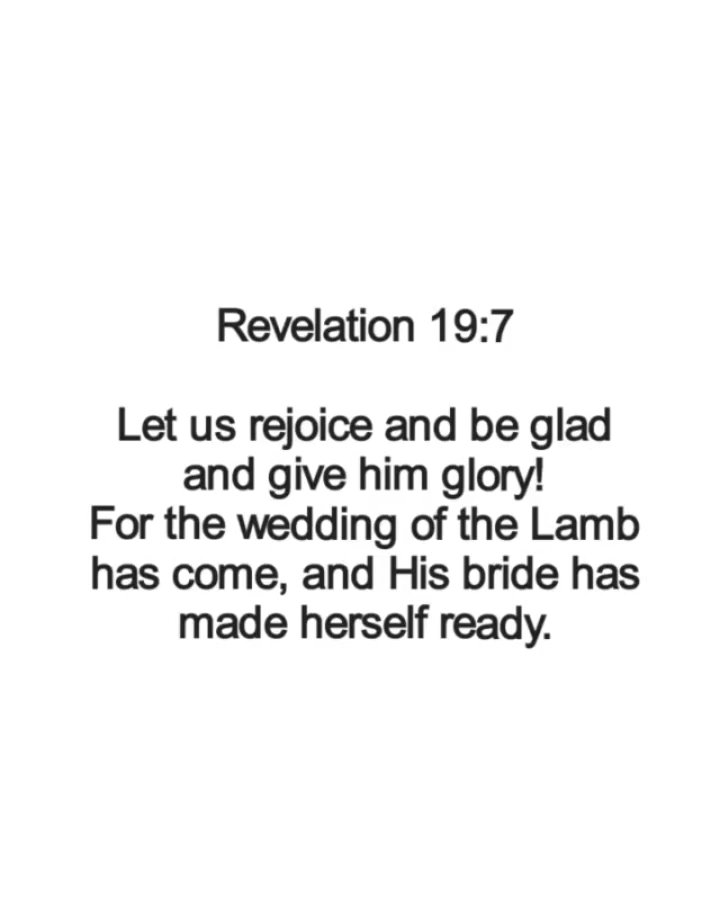 Revelation 19:7
Let us rejoice and be glad
and give him glory!
For the wedding of the Lamb
has come, and His bride has
made herself ready.